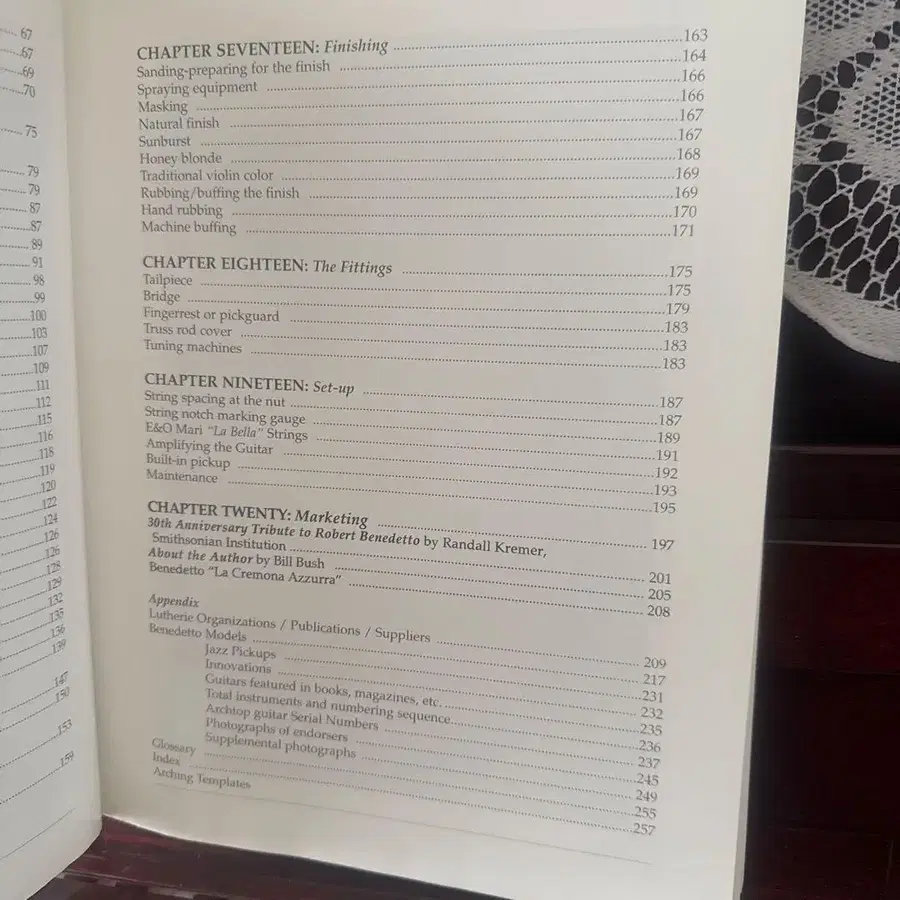 67
67
69
70
75
79
79
87
87
89
91
98
99
100
103
107
109
111
112
115
116
118
119
120
122
124
126
126
128
129
132
135
136
139
147
150
153
159
CHAPTER SEVENTEEN: Finishing 163
Sanding-preparing for the finish 164
Spraying equipment 166
Masking 166
Natural finish 167
Sunburst 167
Honey blonde 168
Traditional violin color 169
Rubbing/buffing the finish 169
Hand rubbing 170
Machine buffing 171
CHAPTER EIGHTEEN: The Fittings 175
Tailpiece 175
Bridge 179
Fingerrest or pickguard 183
Truss rod cover 183
Tuning machines 183
CHAPTER NINETEEN: Set-up 187
String spacing at the nut 187
String notch marking gauge 189
E&O Mari "La Bella" Strings 191
Amplifying the Guitar 192
Built-in pickup 193
Maintenance 195
CHAPTER TWENTY: Marketing 197
30th Anniversary Tribute to Robert Benedetto by Randall Kremer,
Smithsonian Institution 201
About the Author by Bill Bush 205
Benedetto "La Cremona Azzurra" 208
Appendix
Lutherie Organizations / Publications / Suppliers 209
Benedetto Models 217
Jazz Pickups 231
Innovations 232
Guitars featured in books, magazines, etc. 235
Total instruments and numbering sequence 236
Archtop guitar Serial Numbers 237
Photographs of endorsers 245
Supplemental photographs 249
Glossary 255
Index 257
Arching Templates